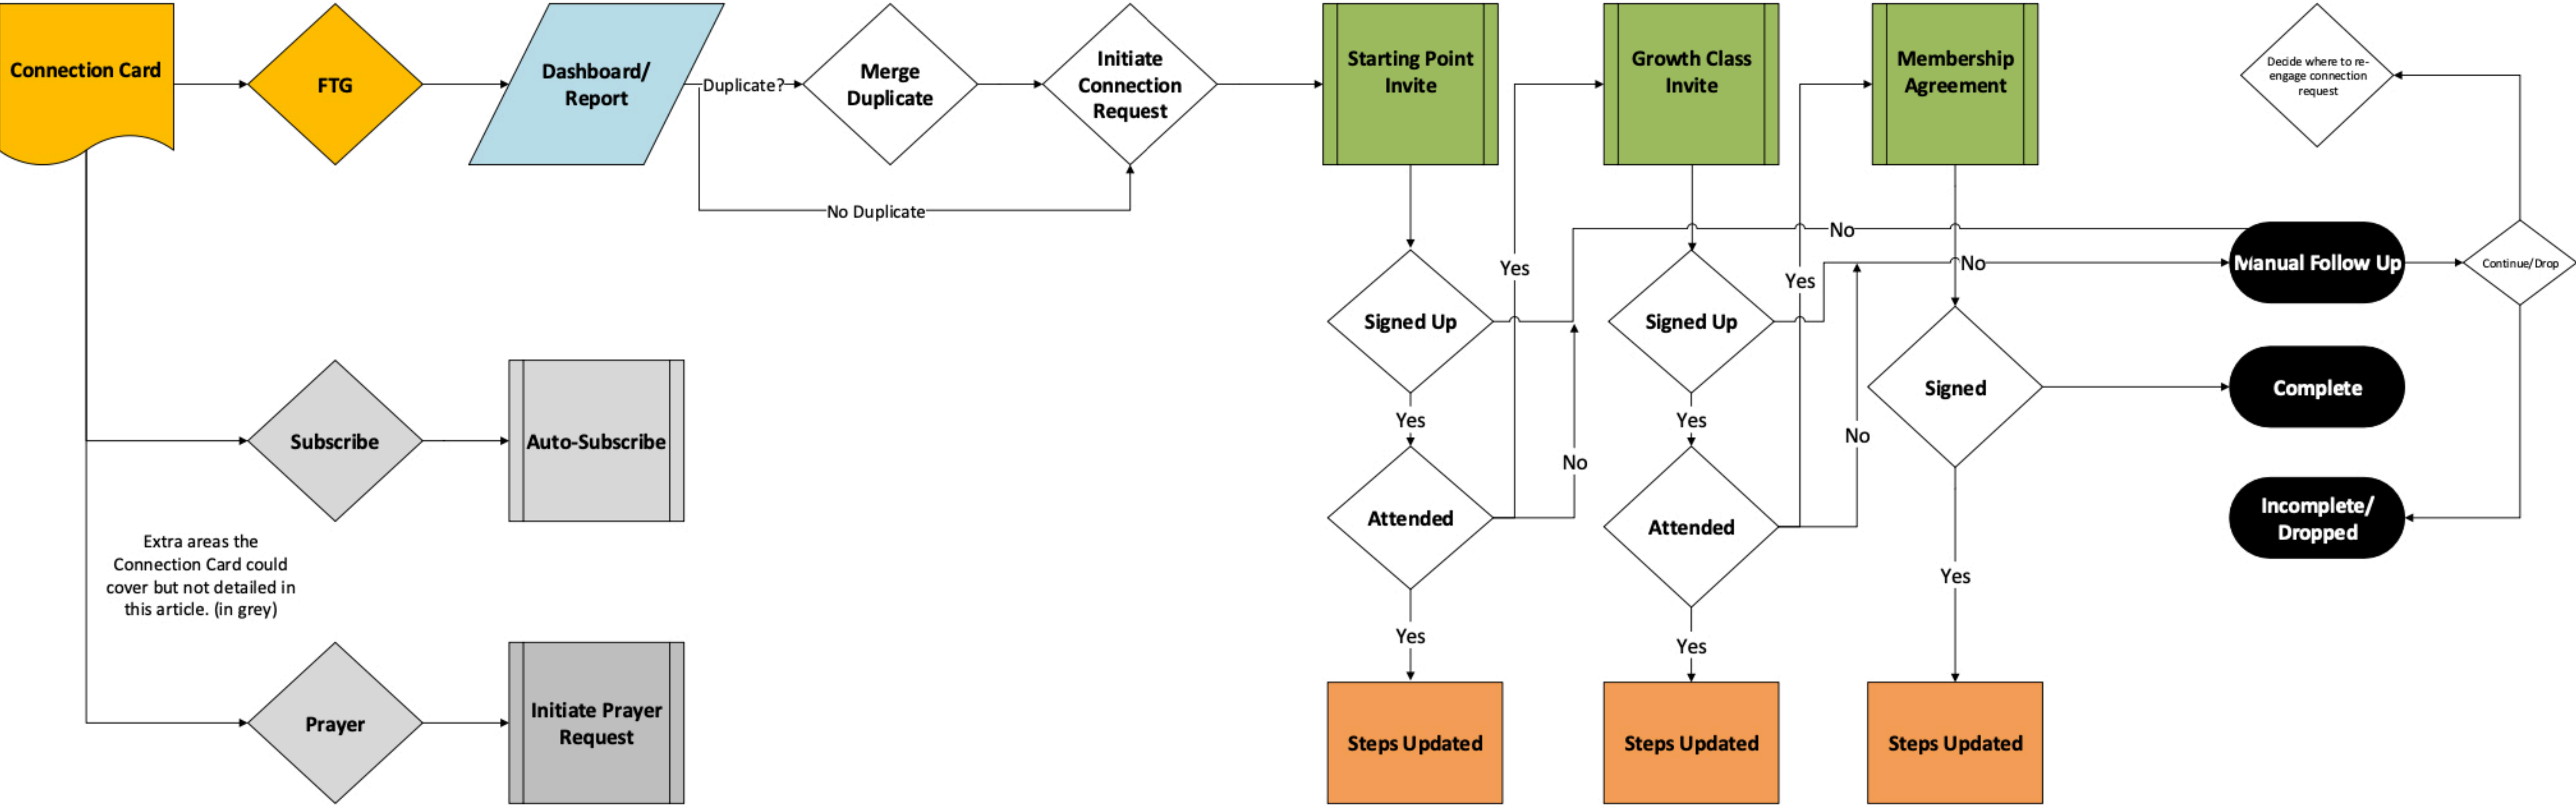 Connection Card
FTG
Dashboard/
Report
Duplicate?
Merge
Duplicate
Initiate
Connection
Request
Starting Point
Invite
Growth Class
Invite
Membership
Agreement
Decide where to re-
engage connection
request
No Duplicate
No
Yes
Yes
No
Manual Follow Up
Continue/Drop
Signed Up
Signed Up
Signed
Complete
Yes
Yes
No
No
Subscribe
Auto-Subscribe
Attended
Attended
Incomplete/
Dropped
Extra areas the
Connection Card could
cover but not detailed in
this article. (in grey)
Yes
Yes
Yes
Prayer
Initiate Prayer
Request
Steps Updated
Steps Updated
Steps Updated